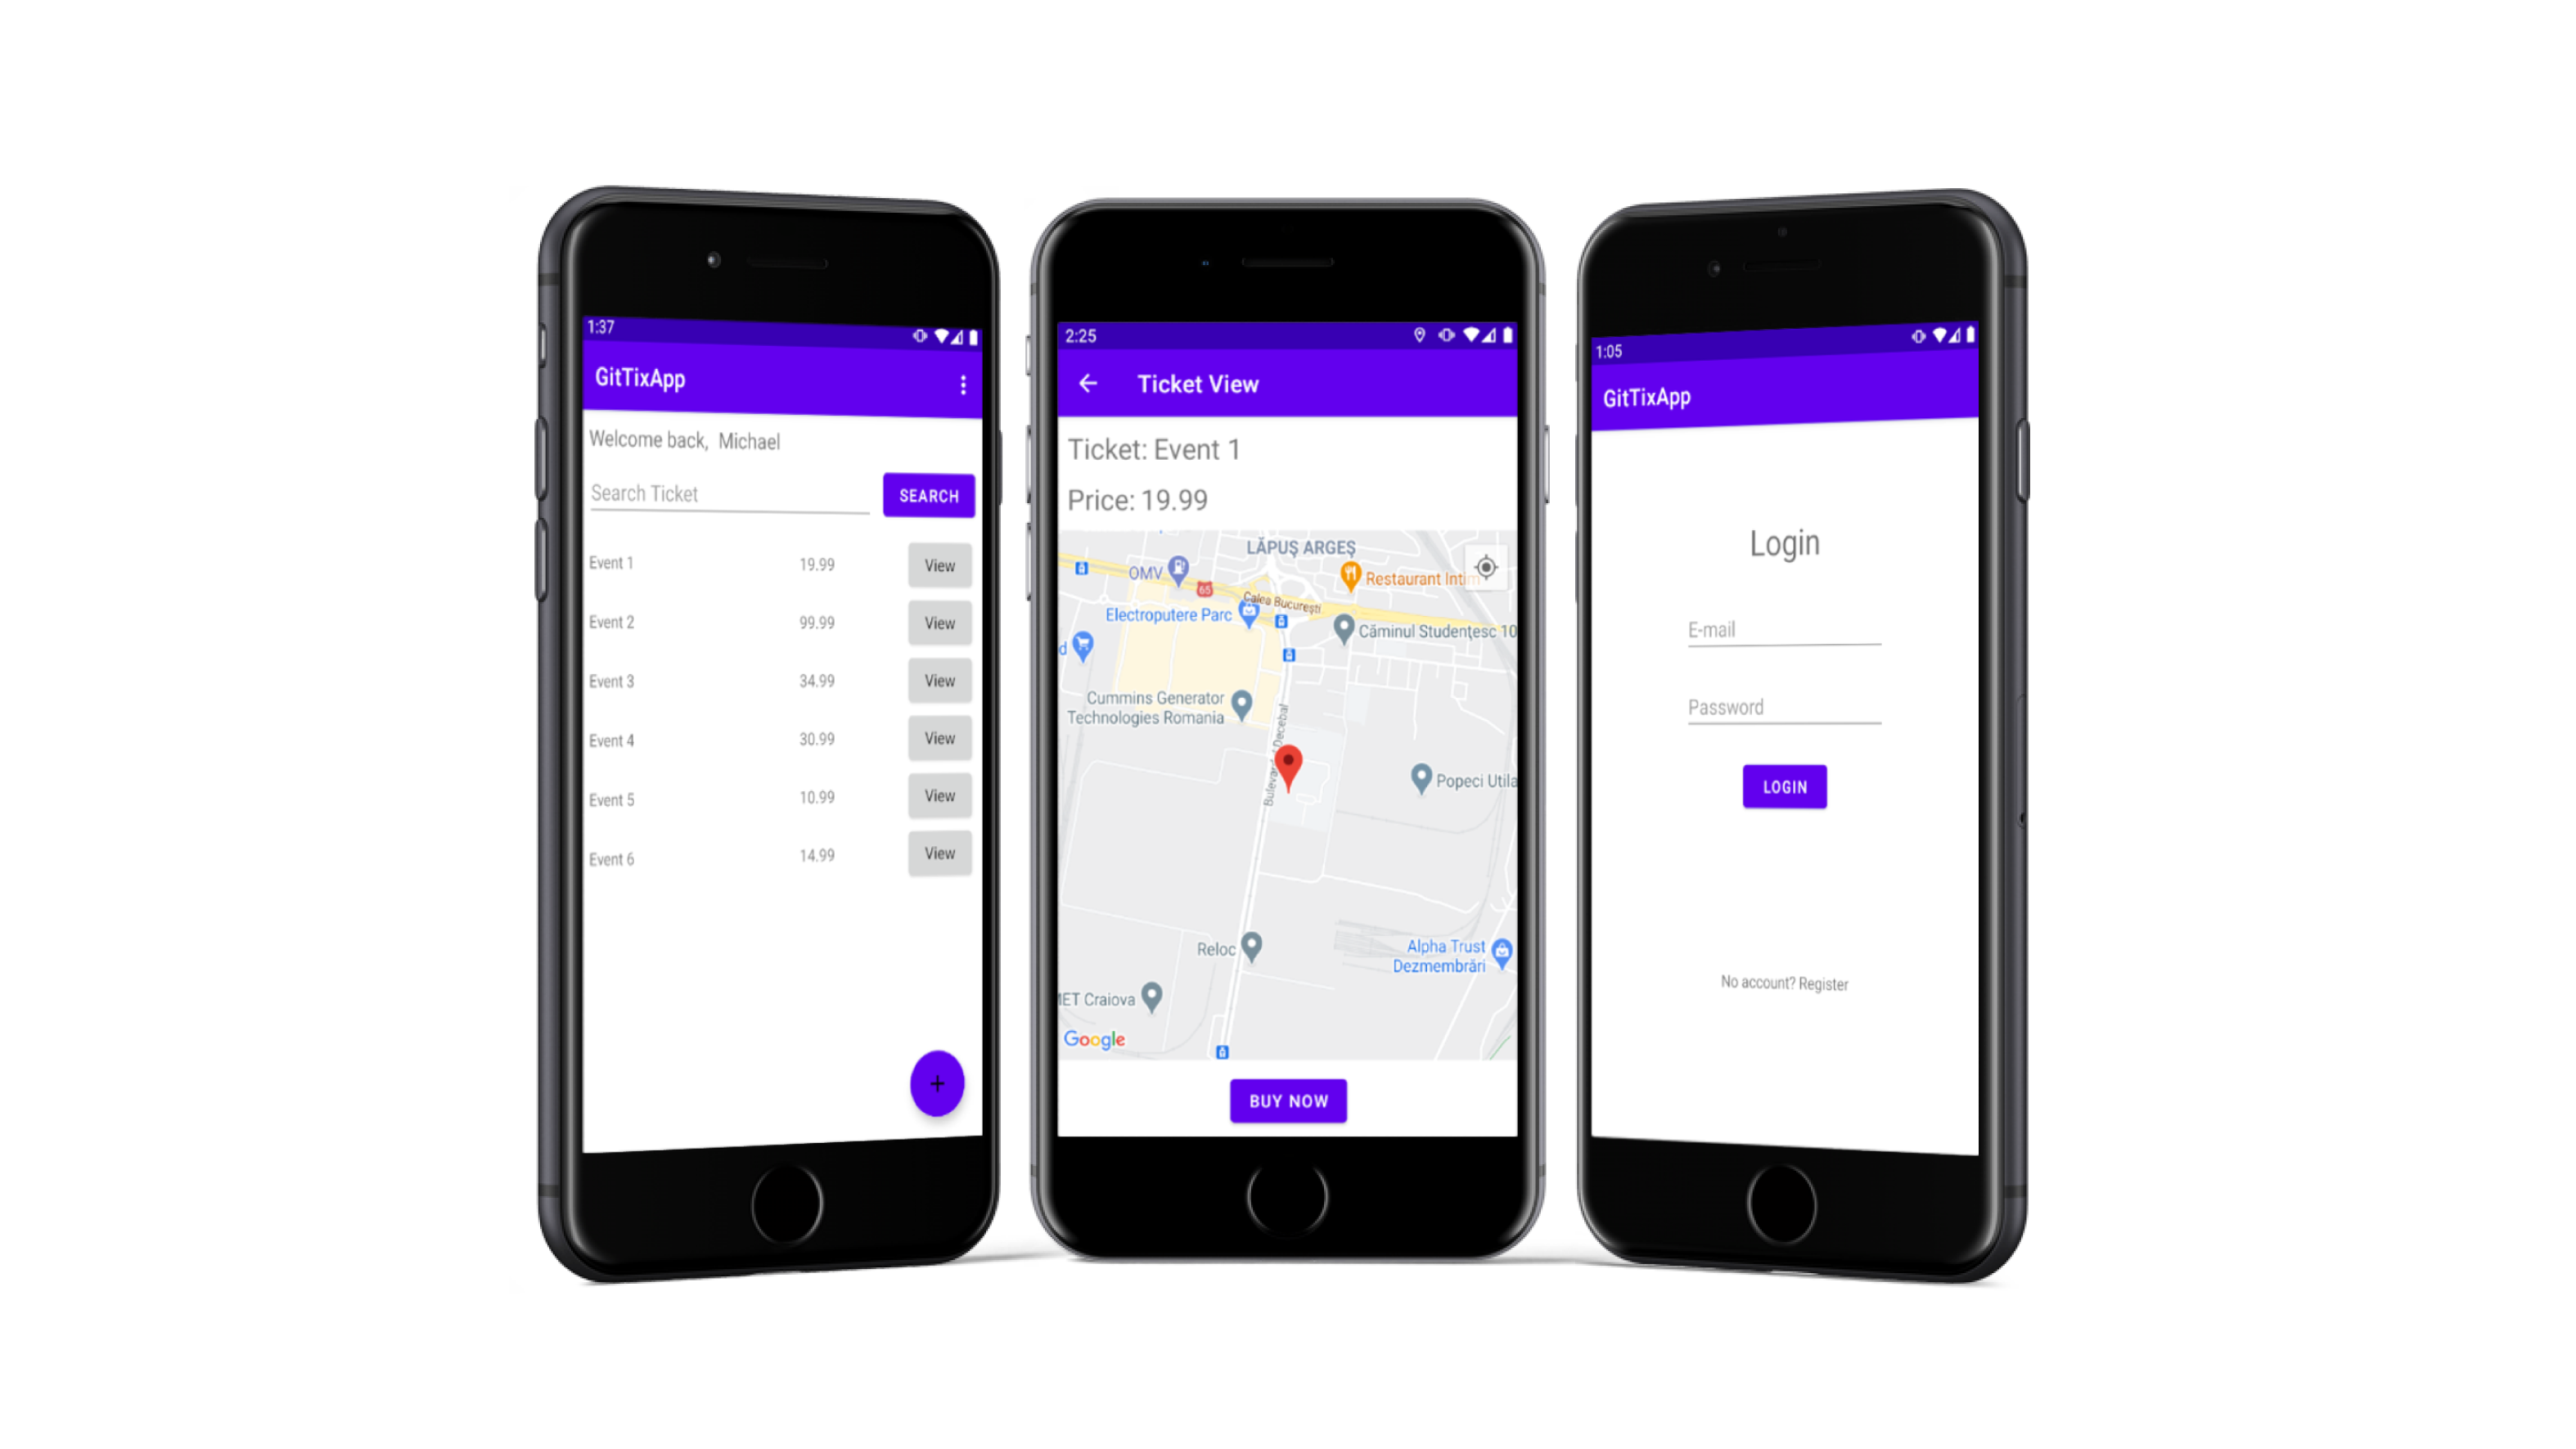 1:37
GitTixApp
Welcome back, Michael
Search Ticket
SEARCH
Event 1 19.99 View
Event 2 99.99 View
Event 3 34.99 View
Event 4 30.99 View
Event 5 10.99 View
Event 6 14.99 View
+
2:25
Ticket View
Ticket: Event 1
Price: 19.99
LĂPUȘ ARGEȘ
OMV
65
Restaurant Intim
Calea București
Electroputere Parc
Căminul Studențesc 10
d
Cummins Generator
Technologies Romania
Bulevardul Decebal
Popeci Utila
Reloc
Alpha Trust
Dezmembrări
MET Craiova
Google
BUY NOW
1:05
GitTixApp
Login
E-mail
Password
LOGIN
No account? Register